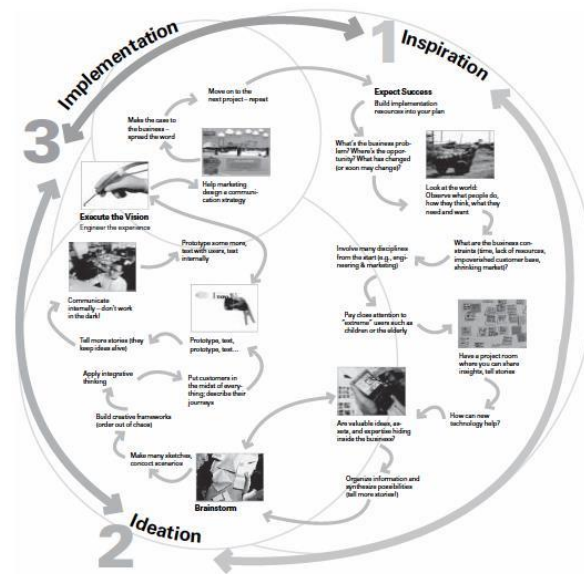 1
Inspiration
Expect Success
Build implementation
resources into your plan
What's the business prob-
lem? Where's the oppor-
tunity? What has changed
(or soon may change)?
Look at the world:
Observe what people do,
how they think, what they
need and want
What are the business con-
straints (time, lack of resources,
impoverished customer base,
shrinking market)?
Involve many disciplines
from the start (e.g., engi-
neering & marketing)
Pay close attention to
"extreme" users such as
children or the elderly
Have a project room
where you can share
insights, tell stories
How can new
technology help?
Are valuable ideas, as-
sets, and expertise hiding
inside the business?
Organize information and
synthesize possibilities
(tell more stories!)
2
Ideation
Brainstorm
Make many sketches,
concoct scenarios
Build creative frameworks
(order out of chaos)
Apply integrative
thinking
Put customers in
the midst of every-
thing; describe their
journeys
Prototype, test,
prototype, test...
Tell more stories (they
keep ideas alive)
Communicate
internally – don't work
in the dark!
Prototype some more,
test with users, test
internally
3
Implementation
Execute the Vision
Engineer the experience
Help marketing
design a communi-
cation strategy
Make the case to
the business –
spread the word
Move on to the
next project – repeat